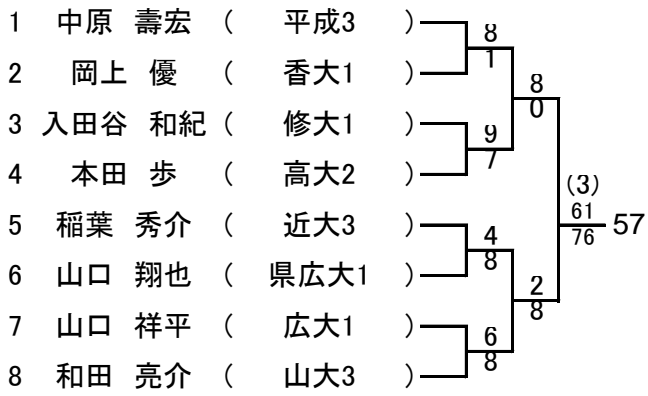 1 中原 壽宏 ( 平成3 )
8
1
2 岡上 優 ( 香大1 )
8
0
3 入田谷 和紀 ( 修大1 )
9
7
4 本田 歩 ( 高大2 )
(3)
61
76
57
5 稲葉 秀介 ( 近大3 )
4
8
6 山口 翔也 ( 県広大1 )
2
8
7 山口 祥平 ( 広大1 )
6
8
8 和田 亮介 ( 山大3 )